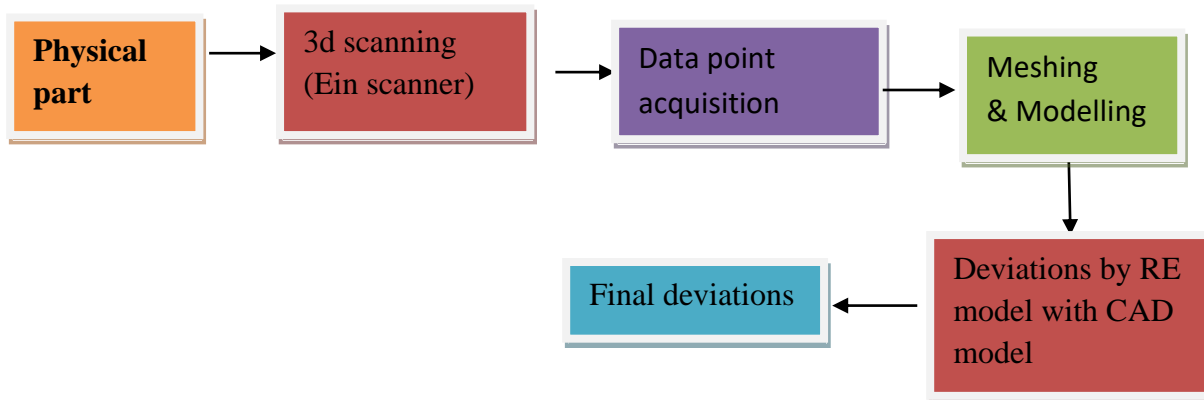 Physical
part
3d scanning
(Ein scanner)
Data point
acquisition
Meshing
& Modelling
Deviations by RE
model with CAD
model
Final deviations